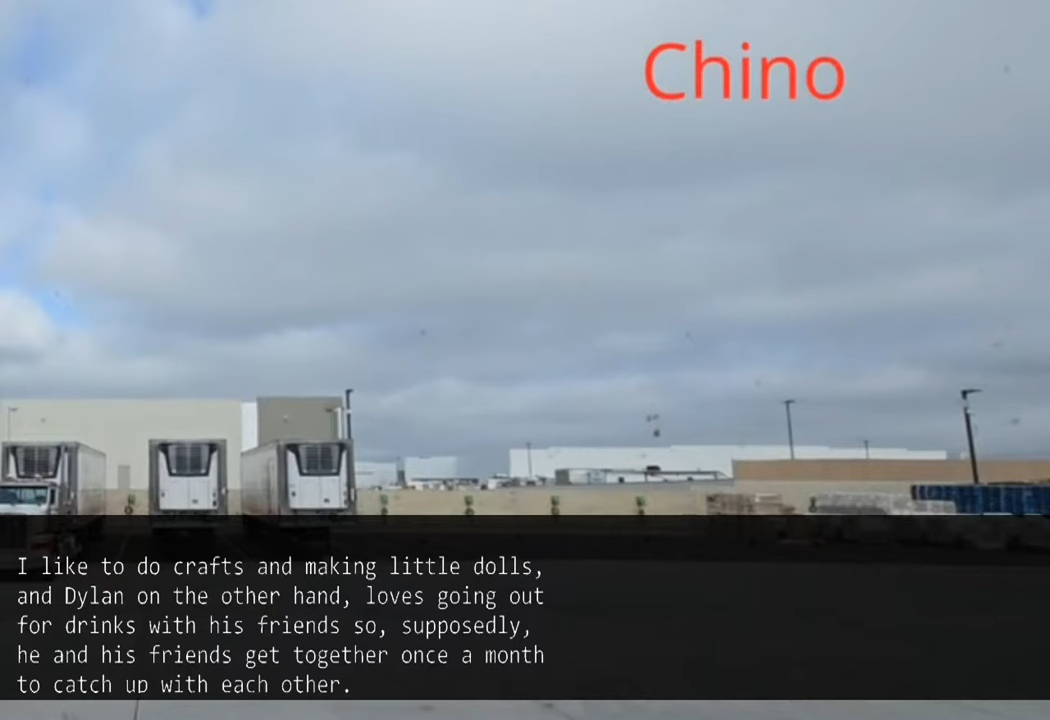 Chino
I like to do crafts and making little dolls,
and Dylan on the other hand, loves going out
for drinks with his friends so, supposedly,
he and his friends get together once a month
to catch up with each other.